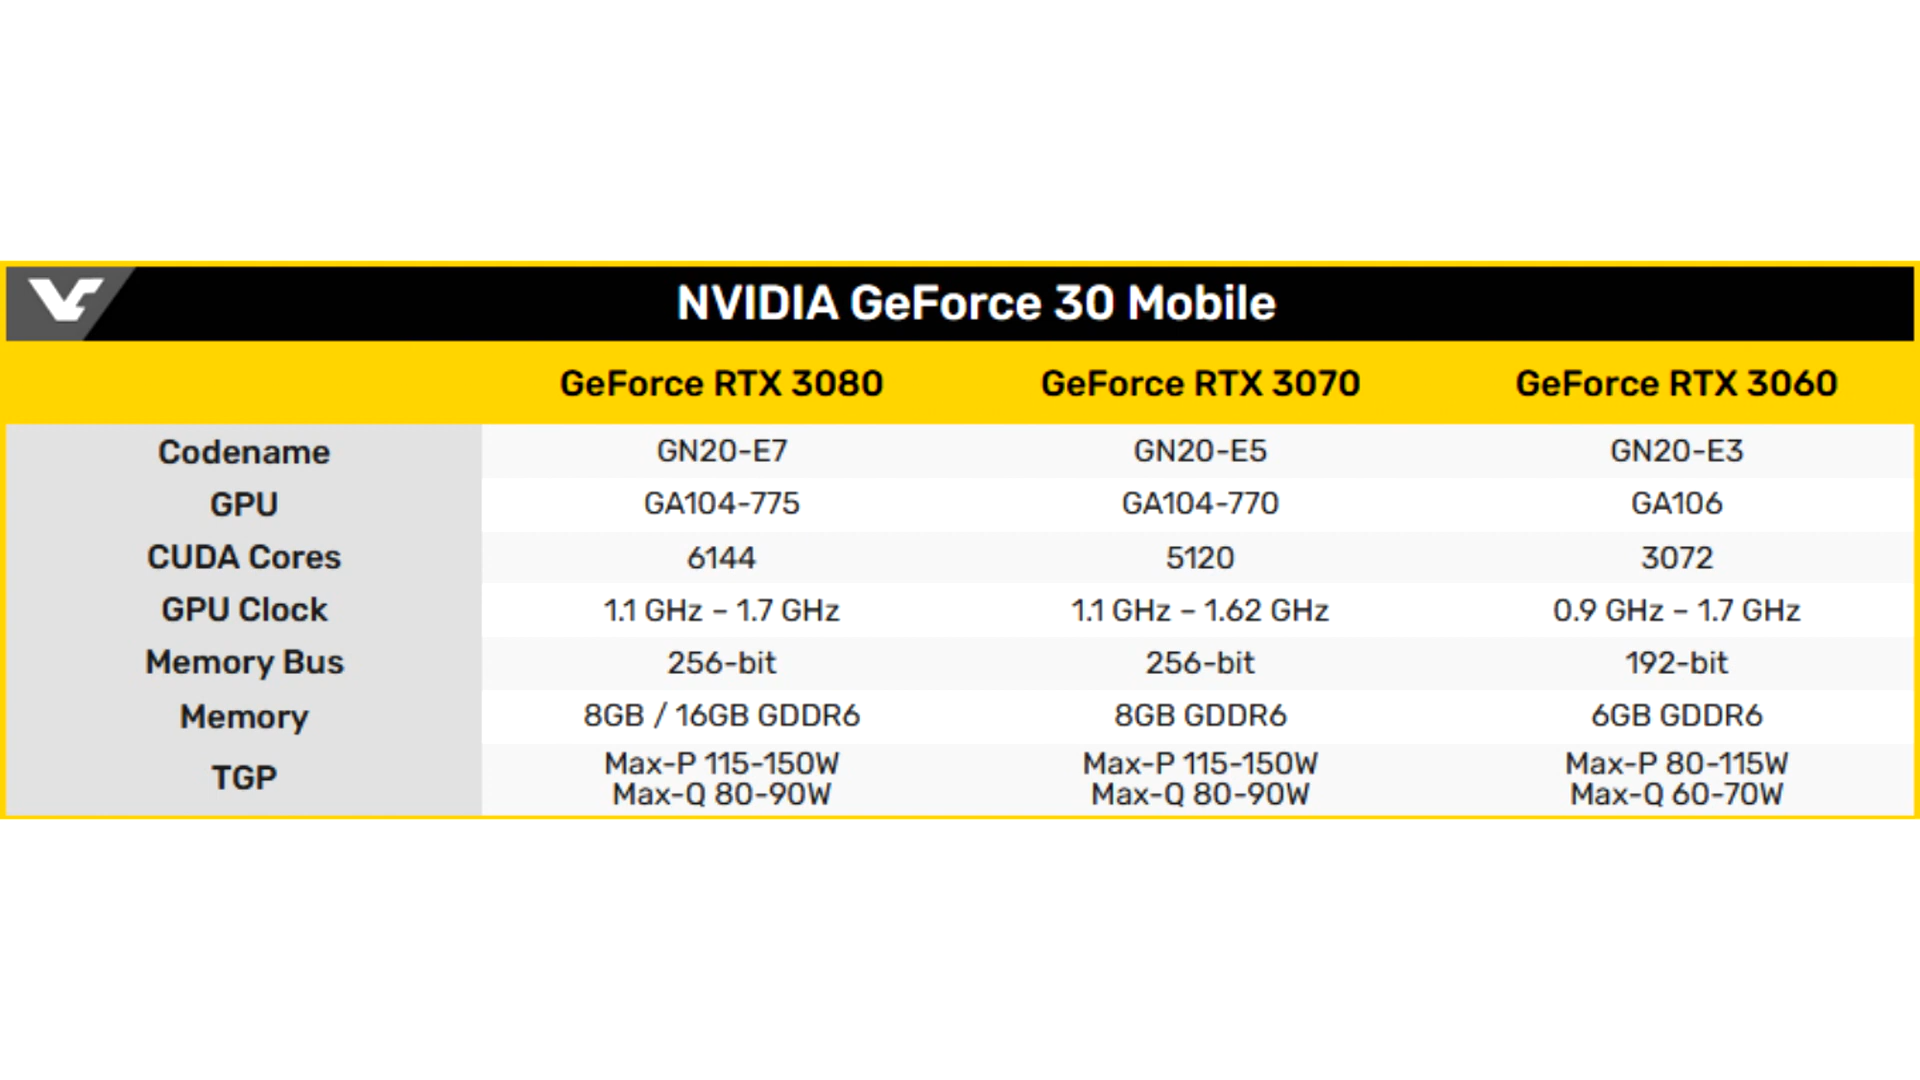 NVIDIA GeForce 30 Mobile
GeForce RTX 3080 GeForce RTX 3070 GeForce RTX 3060
Codename GN20-E7 GN20-E5 GN20-E3
GPU GA104-775 GA104-770 GA106
CUDA Cores 6144 5120 3072
GPU Clock 1.1 GHz – 1.7 GHz 1.1 GHz – 1.62 GHz 0.9 GHz – 1.7 GHz
Memory Bus 256-bit 256-bit 192-bit
Memory 8GB / 16GB GDDR6 8GB GDDR6 6GB GDDR6
TGP Max-P 115-150W Max-P 115-150W Max-P 80-115W
Max-Q 80-90W Max-Q 80-90W Max-Q 60-70W